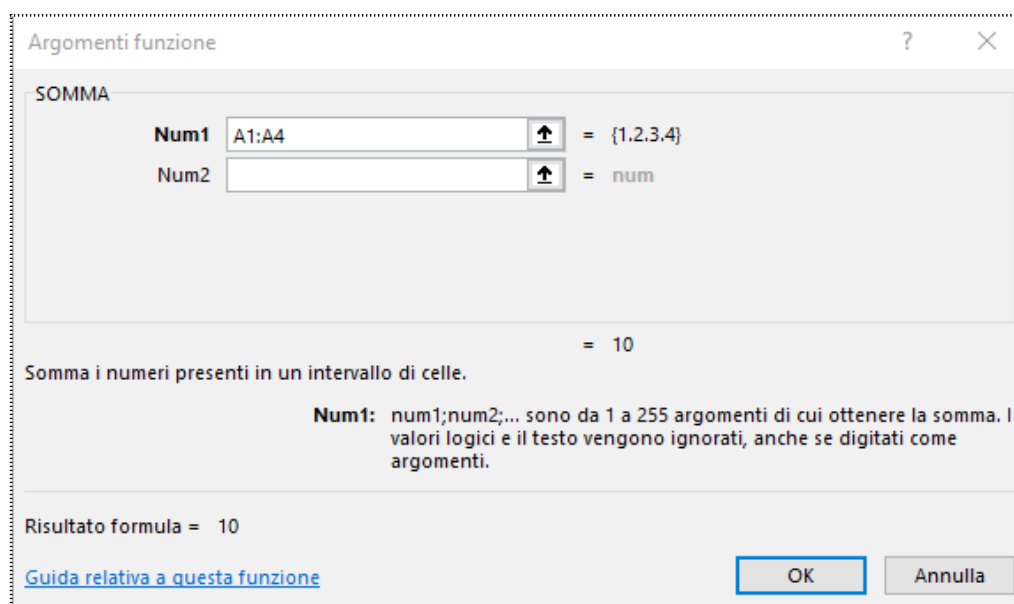 Argomenti funzione ? ×
SOMMA
Num1 A1:A4 = {1.2.3.4}
Num2 = num
= 10
Somma i numeri presenti in un intervallo di celle.
Num1: num1;num2;... sono da 1 a 255 argomenti di cui ottenere la somma. I
valori logici e il testo vengono ignorati, anche se digitati come
argomenti.
Risultato formula = 10
Guida relativa a questa funzione OK Annulla